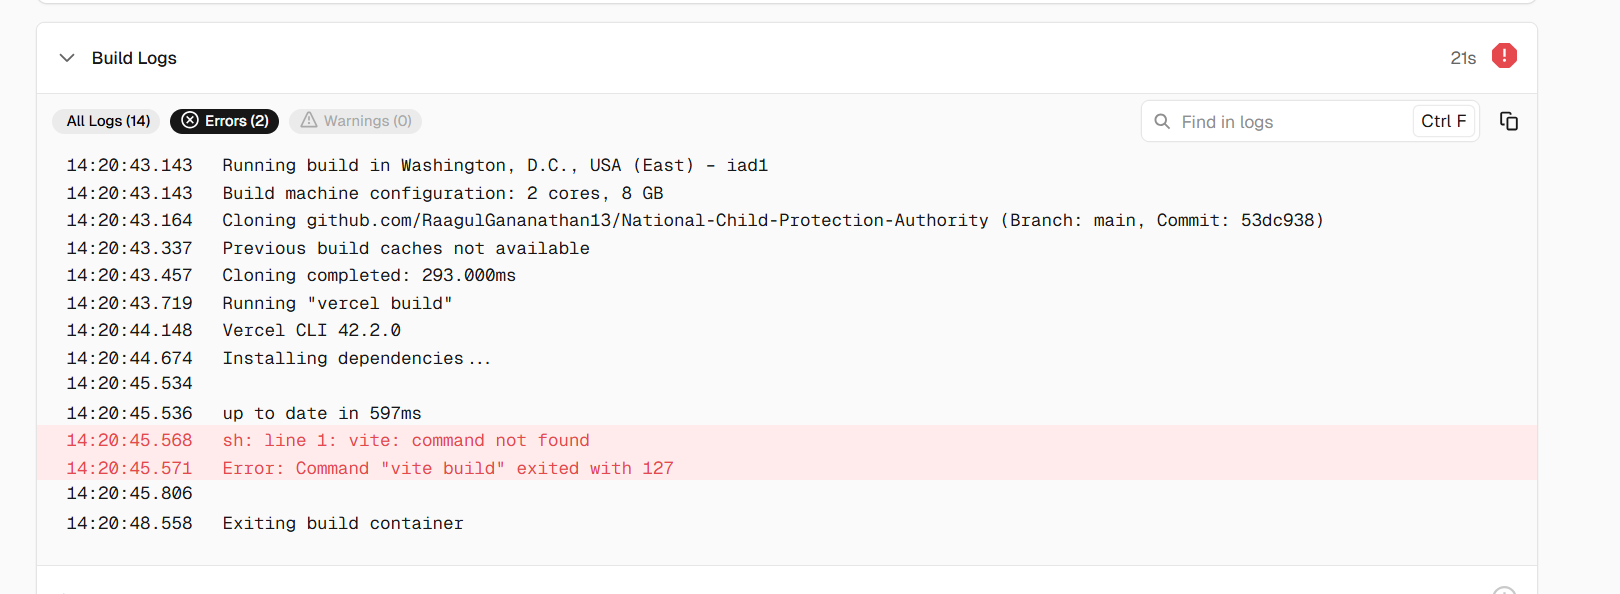 Build Logs
21s
All Logs (14)
Errors (2)
Warnings (0)
Find in logs
Ctrl F
14:20:43.143 Running build in Washington, D.C., USA (East) – iad1
14:20:43.143 Build machine configuration: 2 cores, 8 GB
14:20:43.164 Cloning github.com/RaagulGananathan13/National-Child-Protection-Authority (Branch: main, Commit: 53dc938)
14:20:43.337 Previous build caches not available
14:20:43.457 Cloning completed: 293.000ms
14:20:43.719 Running "vercel build"
14:20:44.148 Vercel CLI 42.2.0
14:20:44.674 Installing dependencies...
14:20:45.534
14:20:45.536 up to date in 597ms
14:20:45.568 sh: line 1: vite: command not found
14:20:45.571 Error: Command "vite build" exited with 127
14:20:45.806
14:20:48.558 Exiting build container